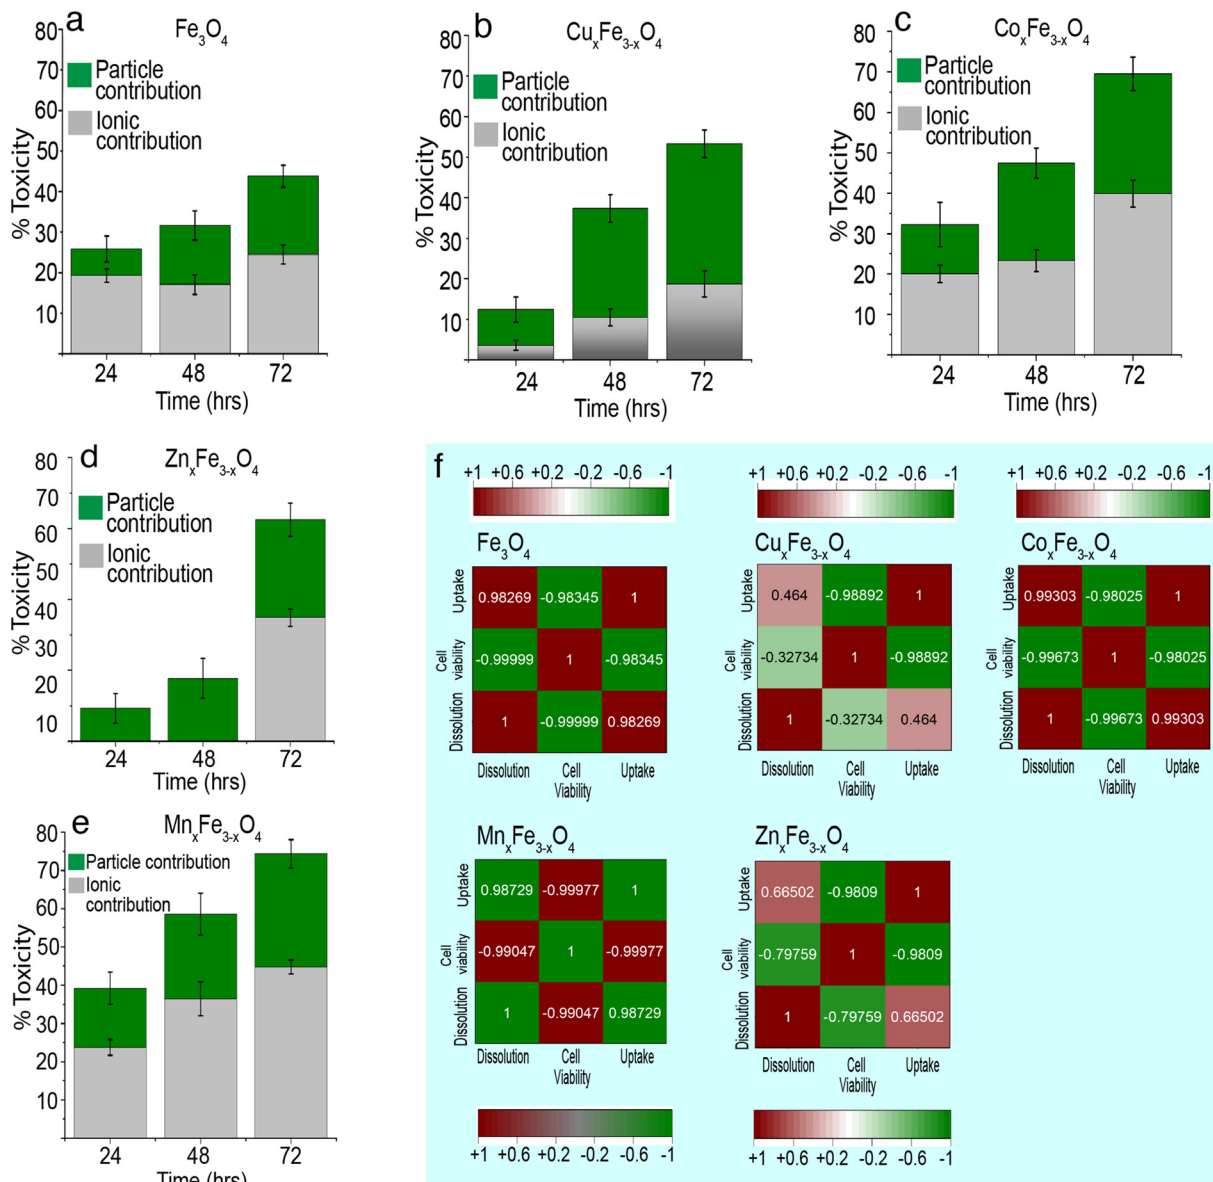 a
Fe3O4
80
70
60
50
40
30
20
10
% Toxicity
Particle
contribution
Ionic
contribution
24 48 72
Time (hrs)
b
CuxFe3-xO4
80
70
60
50
40
30
20
10
% Toxicity
Particle
contribution
Ionic
contribution
24 48 72
Time (hrs)
c
CoxFe3-xO4
80
70
60
50
40
30
20
10
% Toxicity
Particle
contribution
Ionic
contribution
24 48 72
Time (hrs)
d
ZnxFe3-xO4
80
70
60
50
40
30
20
10
% Toxicity
Particle
contribution
Ionic
contribution
24 48 72
Time (hrs)
e
MnxFe3-xO4
80
70
60
50
40
30
20
10
% Toxicity
Particle contribution
Ionic
contribution
24 48 72
Time (hrs)
f
+1 +0.6 +0.2 -0.2 -0.6 -1
Fe3O4
Uptake
0.98269 -0.98345 1
Cell
viability
-0.99999 1 -0.98345
Dissolution
1 -0.99999 0.98269
Dissolution Cell Uptake
Viability
+1 +0.6 +0.2 -0.2 -0.6 -1
CuxFe3-xO4
Uptake
0.464 -0.98892 1
Cell
viability
-0.32734 1 -0.98892
Dissolution
1 -0.32734 0.464
Dissolution Cell Uptake
Viability
+1 +0.6 +0.2 -0.2 -0.6 -1
CoxFe3-xO4
Uptake
0.99303 -0.98025 1
Cell
viability
-0.99673 1 -0.98025
Dissolution
1 -0.99673 0.99303
Dissolution Cell Uptake
Viability
MnxFe3-xO4
Uptake
0.98729 -0.99977 1
Cell
viability
-0.99047 1 -0.99977
Dissolution
1 -0.99047 0.98729
Dissolution Cell Uptake
Viability
+1 +0.6 +0.2 -0.2 -0.6 -1
ZnxFe3-xO4
Uptake
0.66502 -0.9809 1
Cell
viability
-0.79759 1 -0.9809
Dissolution
1 -0.79759 0.66502
Dissolution Cell Uptake
Viability
+1 +0.6 +0.2 -0.2 -0.6 -1